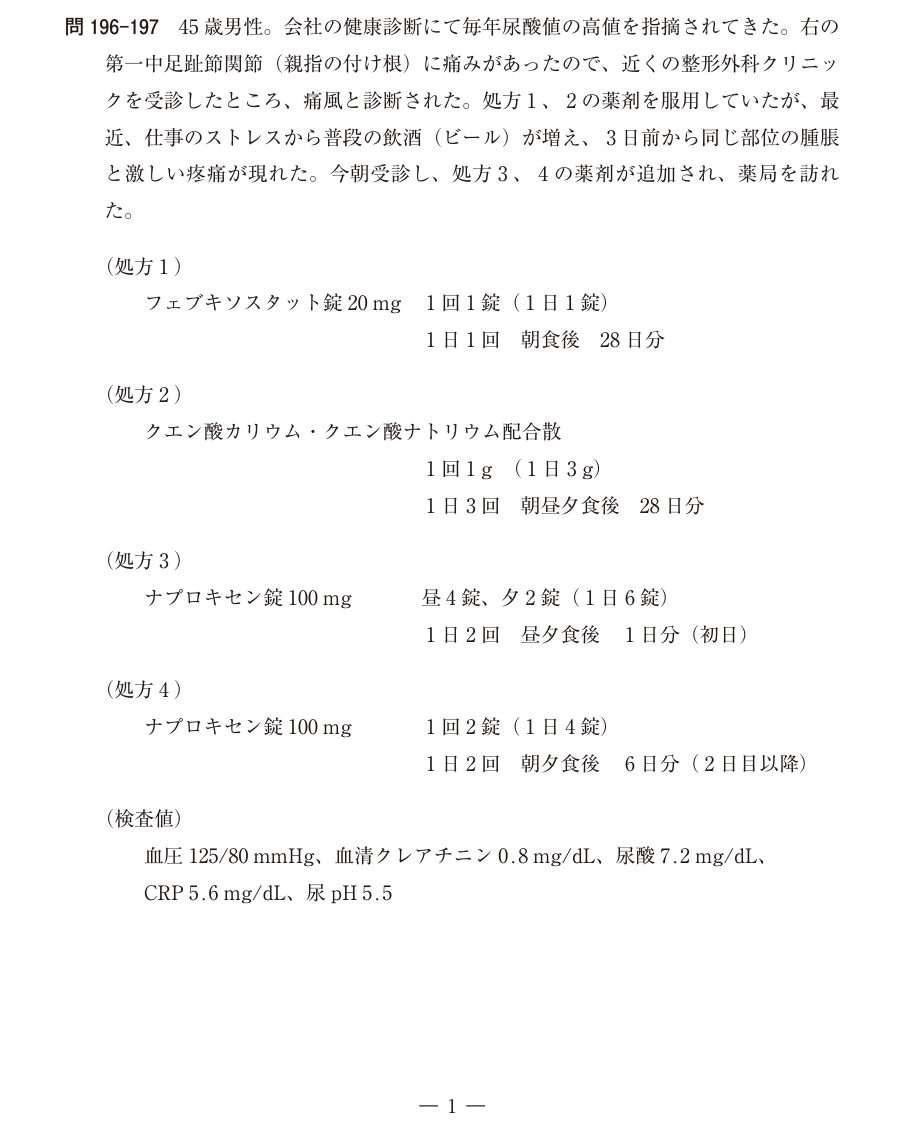 問 196-197　45 歳男性。会社の健康診断にて毎年尿酸値の高値を指摘されてきた。右の
第一中足趾節関節（親指の付け根）に痛みがあったので、近くの整形外科クリニッ
クを受診したところ、痛風と診断された。処方１、２の薬剤を服用していたが、最
近、仕事のストレスから普段の飲酒（ビール）が増え、３日前から同じ部位の腫脹
と激しい疼痛が現れた。今朝受診し、処方３、４の薬剤が追加され、薬局を訪れ
た。
（処方１）
フェブキソスタット錠 20 mg　１回１錠（１日１錠）
１日１回　朝食後　28 日分
（処方２）
クエン酸カリウム・クエン酸ナトリウム配合散
１回１g （１日３g）
１日３回　朝昼夕食後　28 日分
（処方３）
ナプロキセン錠 100 mg　昼４錠、夕２錠（１日６錠）
１日２回　昼夕食後　１日分（初日）
（処方４）
ナプロキセン錠 100 mg　１回２錠（１日４錠）
１日２回　朝夕食後　６日分（２日目以降）
（検査値）
血圧 125/80 mmHg、血清クレアチニン 0.8 mg/dL、尿酸 7.2 mg/dL、
CRP 5.6 mg/dL、尿 pH 5.5
― 1 ―